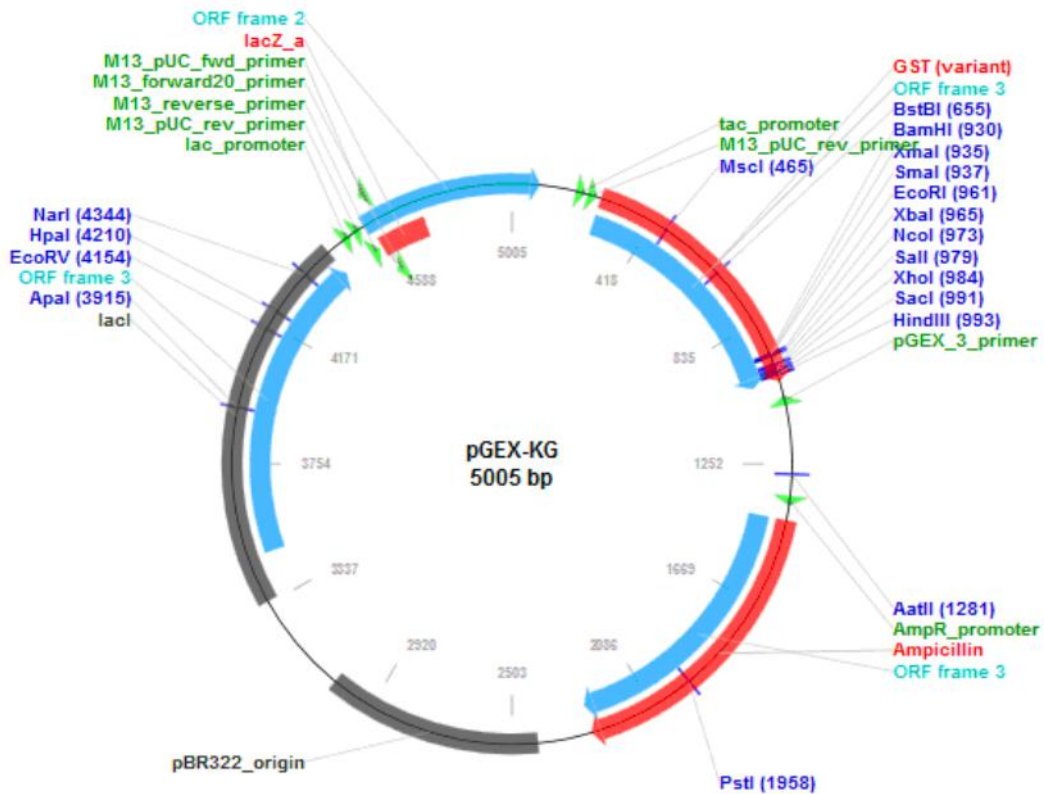 ORF frame 2
lacZ_a
M13_pUC_fwd_primer
M13_forward20_primer
M13_reverse_primer
M13_pUC_rev_primer
lac_promoter
NarI (4344)
HpaI (4210)
EcoRV (4154)
ORF frame 3
ApaI (3915)
lacI
tac_promoter
M13_pUC_rev_primer
MscI (465)
GST (variant)
ORF frame 3
BstBI (655)
BamHI (930)
XmaI (935)
SmaI (937)
EcoRI (961)
XbaI (965)
NcoI (973)
SalI (979)
XhoI (984)
SacI (991)
HindIII (993)
pGEX_3_primer
5005
418
835
1252
1669
2086
2503
2920
3337
3754
4171
4588
pGEX-KG
5005 bp
AatII (1281)
AmpR_promoter
Ampicillin
ORF frame 3
PstI (1958)
pBR322_origin